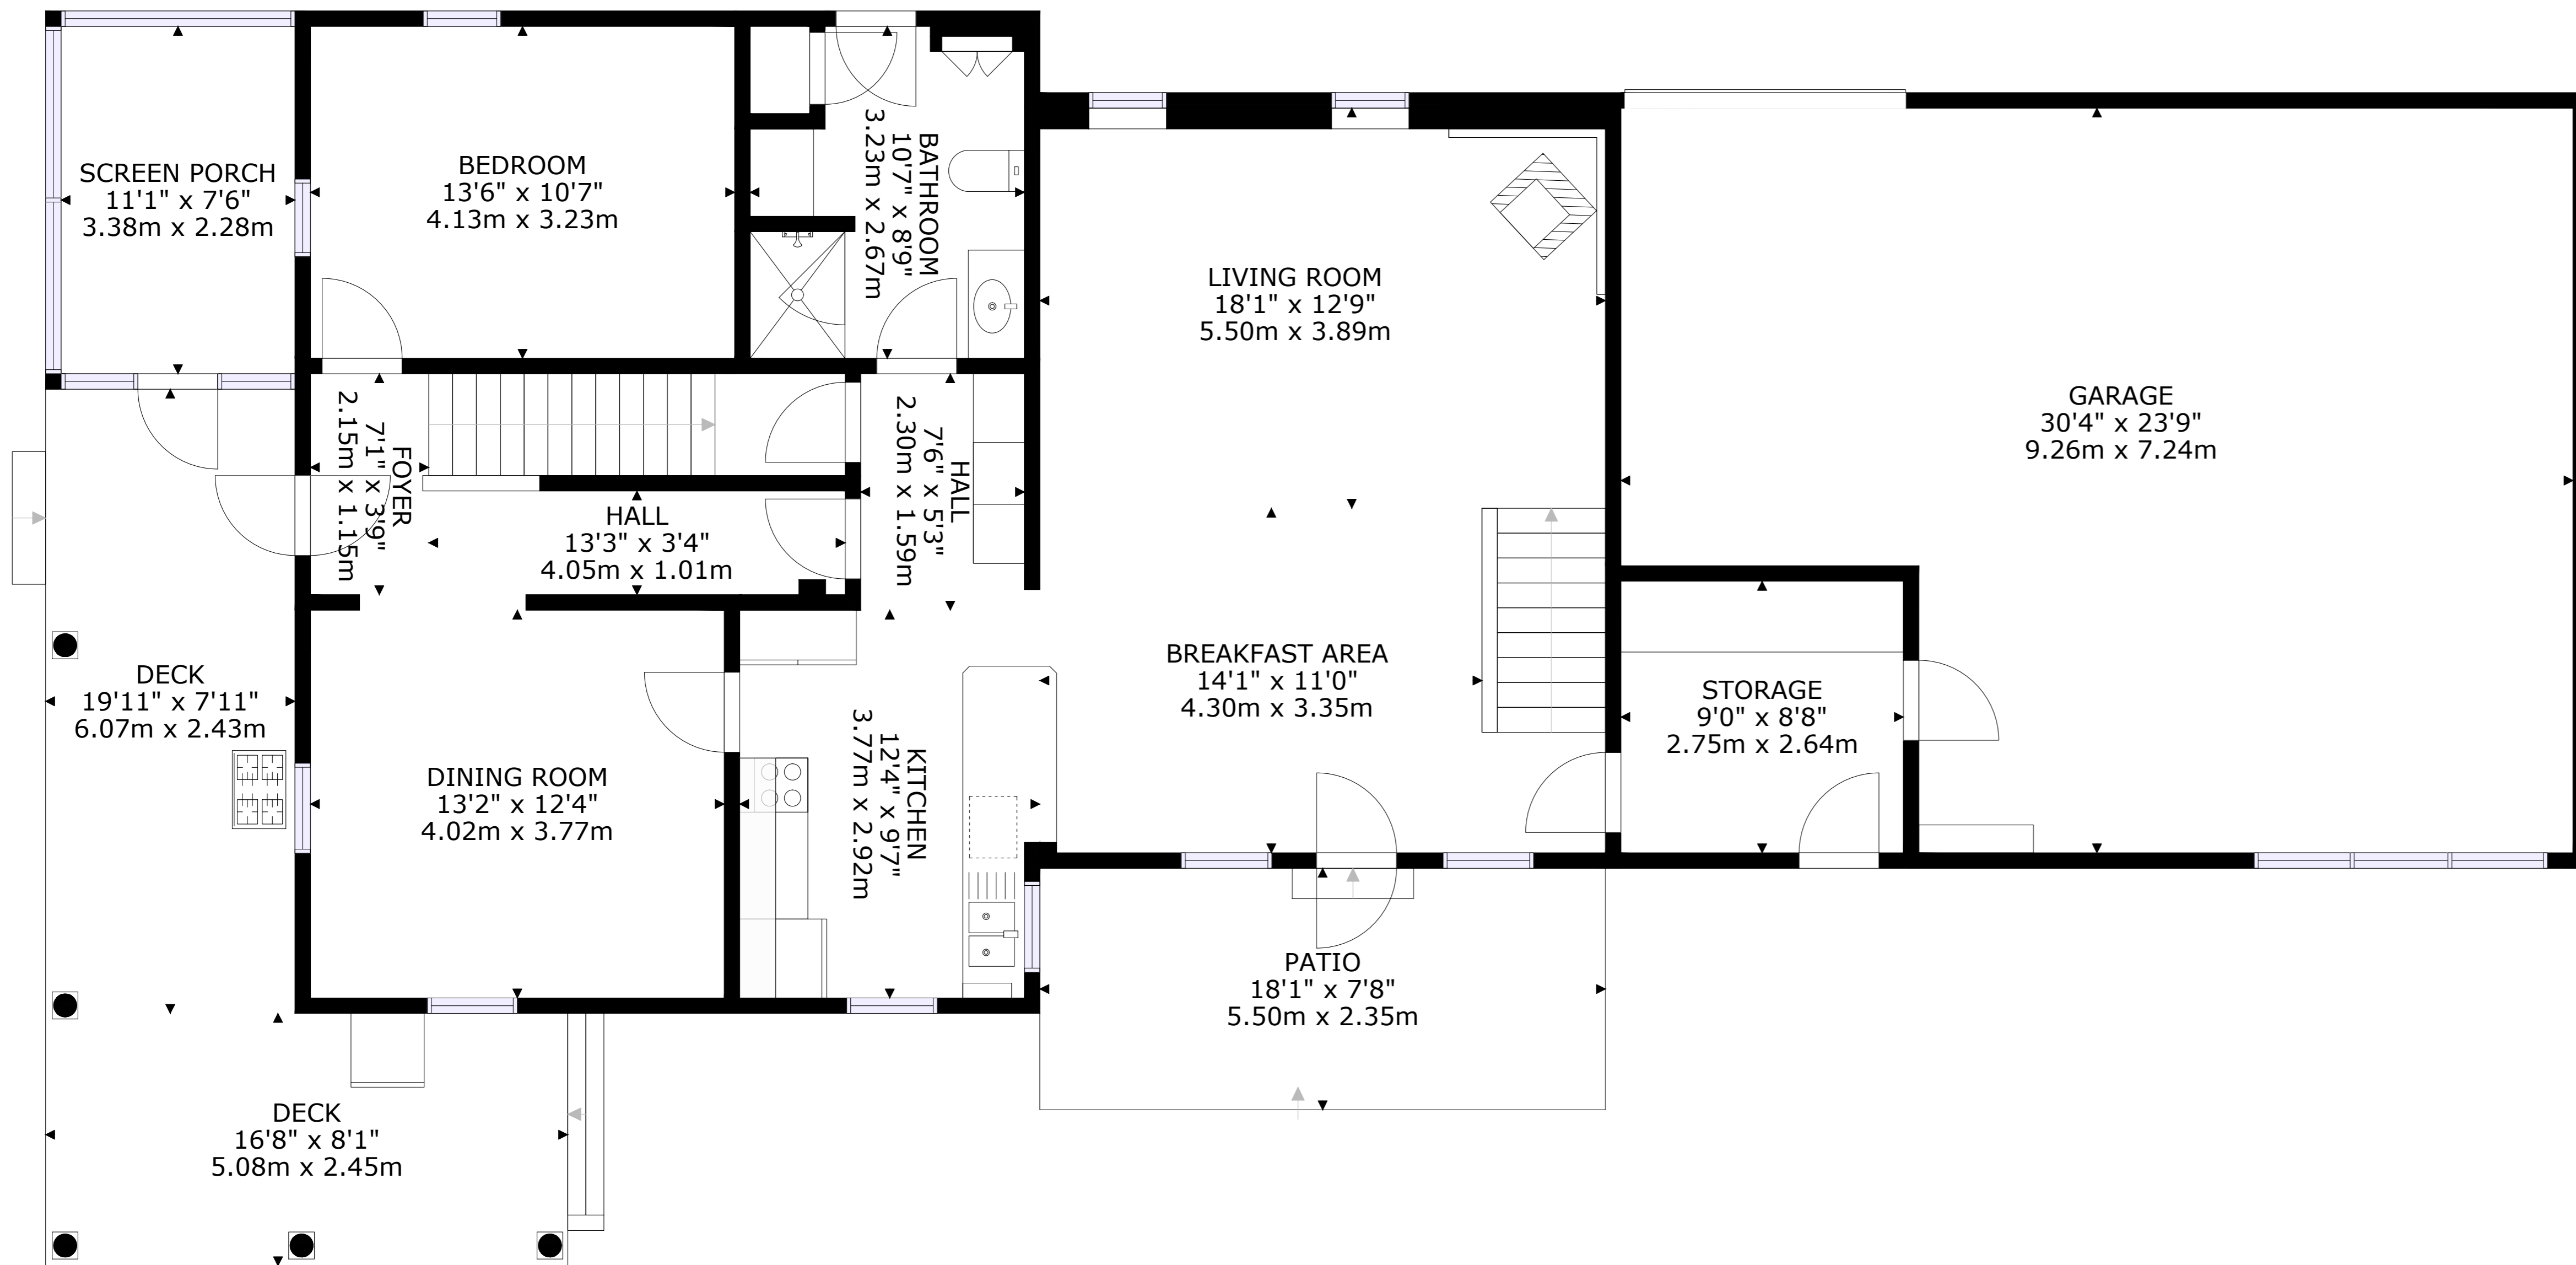 SCREEN PORCH
11'1" x 7'6"
3.38m x 2.28m
BEDROOM
13'6" x 10'7"
4.13m x 3.23m
BATHROOM
10'7" x 8'9"
3.23m x 2.67m
LIVING ROOM
18'1" x 12'9"
5.50m x 3.89m
GARAGE
30'4" x 23'9"
9.26m x 7.24m
FOYER
7'1" x 3'9"
2.15m x 1.15m
HALL
13'3" x 3'4"
4.05m x 1.01m
HALL
7'6" x 5'3"
2.30m x 1.59m
DECK
19'11" x 7'11"
6.07m x 2.43m
DINING ROOM
13'2" x 12'4"
4.02m x 3.77m
KITCHEN
12'4" x 9'7"
3.77m x 2.92m
BREAKFAST AREA
14'1" x 11'0"
4.30m x 3.35m
STORAGE
9'0" x 8'8"
2.75m x 2.64m
PATIO
18'1" x 7'8"
5.50m x 2.35m
DECK
16'8" x 8'1"
5.08m x 2.45m